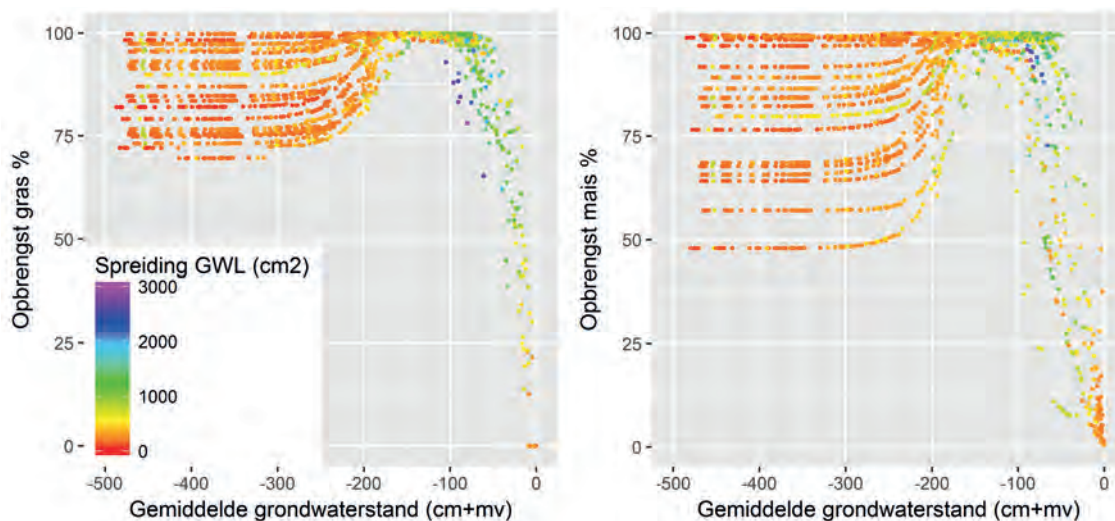 Opbrengst gras %
100
75
50
25
0
Spreiding GWL (cm2)
3000
2000
1000
0
-500 -400 -300 -200 -100 0
Gemiddelde grondwaterstand (cm+mv)
Opbrengst mais %
100
75
50
25
0
-500 -400 -300 -200 -100 0
Gemiddelde grondwaterstand (cm+mv)